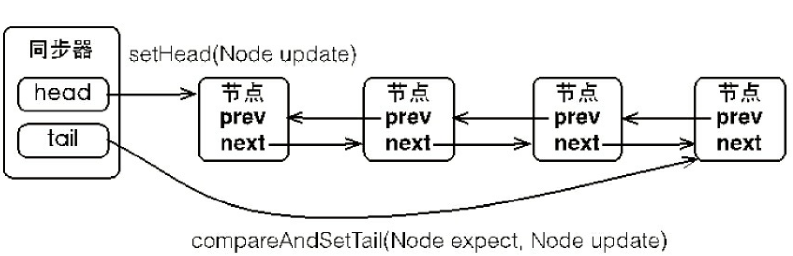 同步器
head
tail
setHead(Node update)
节点
prev
next
节点
prev
next
节点
prev
next
节点
prev
next
compareAndSetTail(Node expect, Node update)